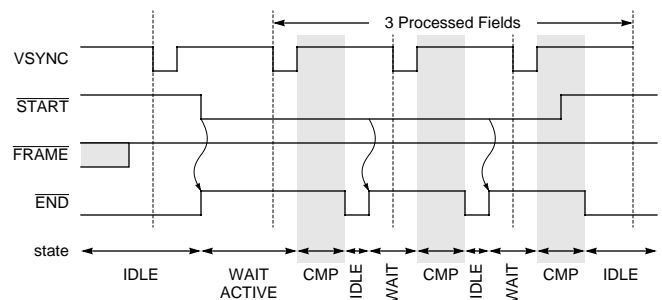 3 Processed Fields
VSYNC
START
FRAME
END
state
IDLE
WAIT
ACTIVE
CMP
IDLE
WAIT
CMP
IDLE
WAIT
CMP
IDLE